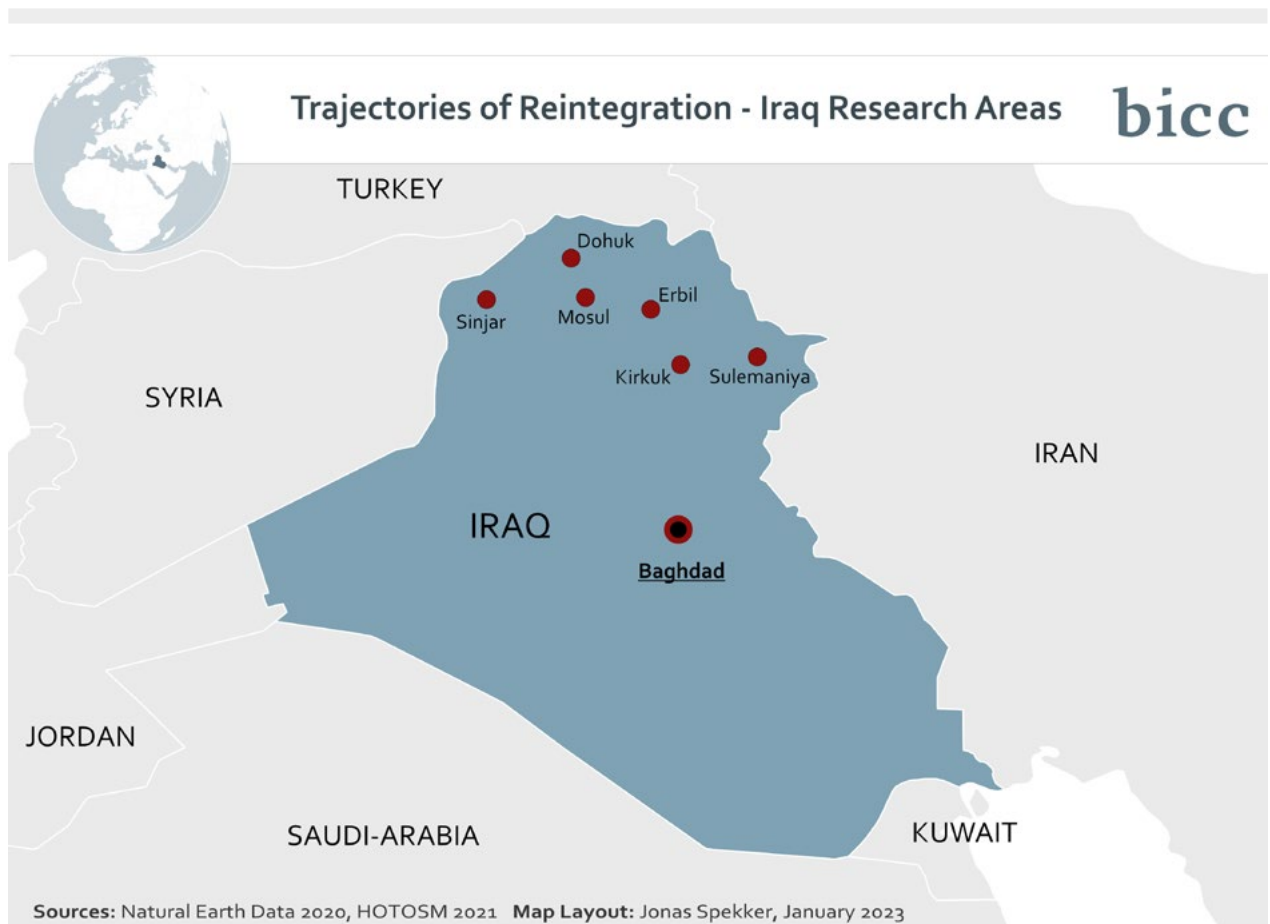 Trajectories of Reintegration - Iraq Research Areas
bicc
TURKEY
Dohuk
Sinjar
Mosul
Erbil
Kirkuk
Sulemaniya
SYRIA
IRAN
IRAQ
Baghdad
JORDAN
SAUDI-ARABIA
KUWAIT
Sources: Natural Earth Data 2020, HOTOSM 2021 Map Layout: Jonas Spekker, January 2023